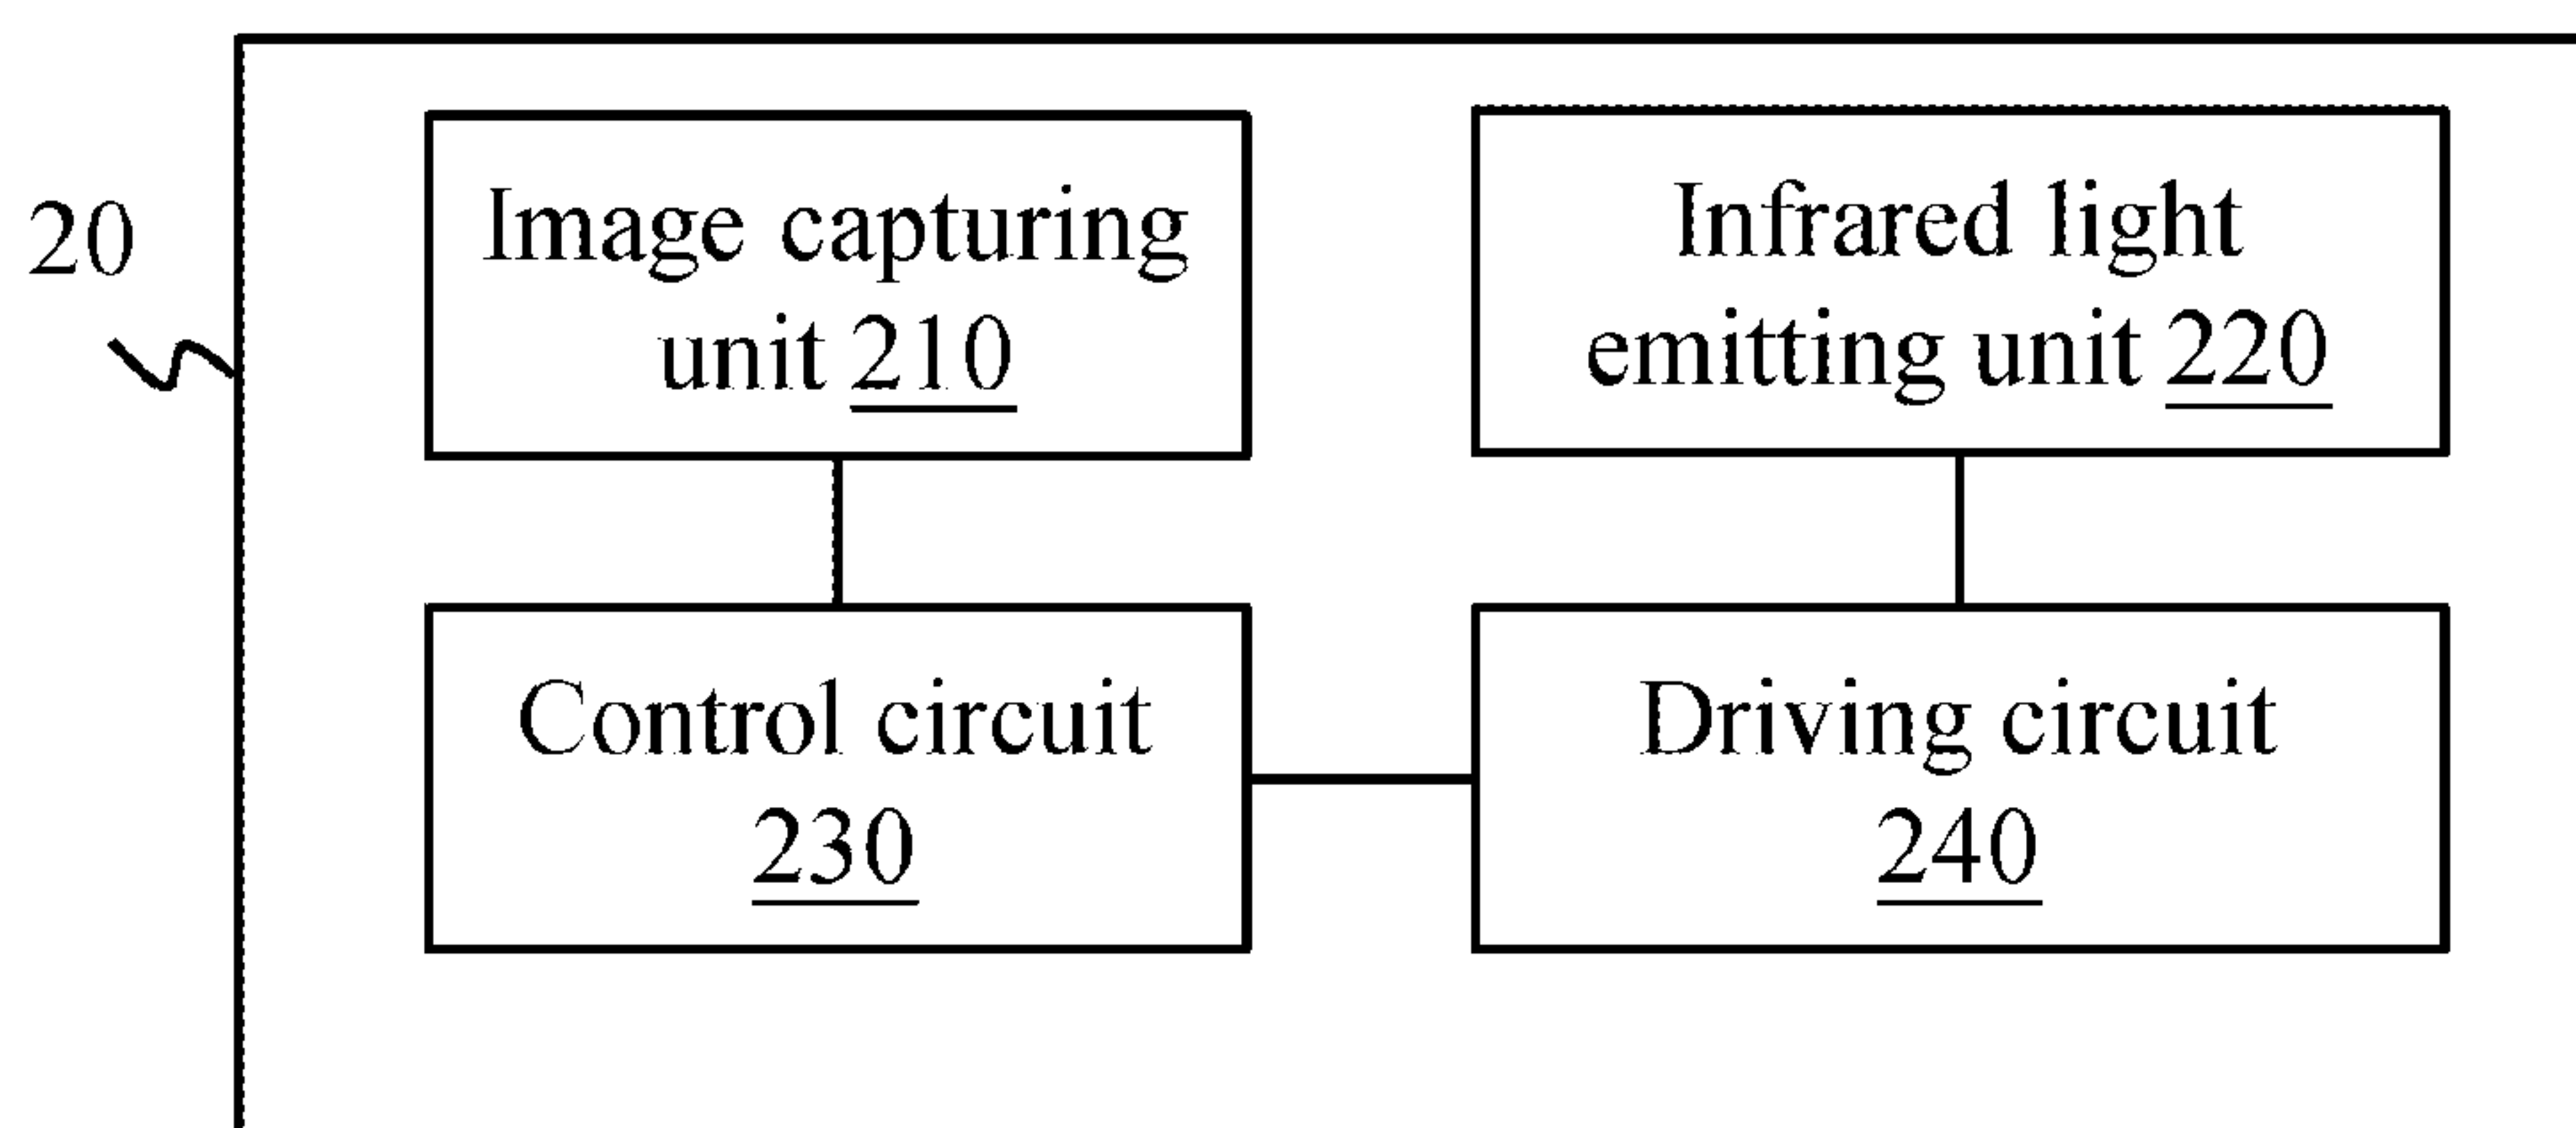 20
Image capturing
unit 210
Infrared light
emitting unit 220
Control circuit
230
Driving circuit
240